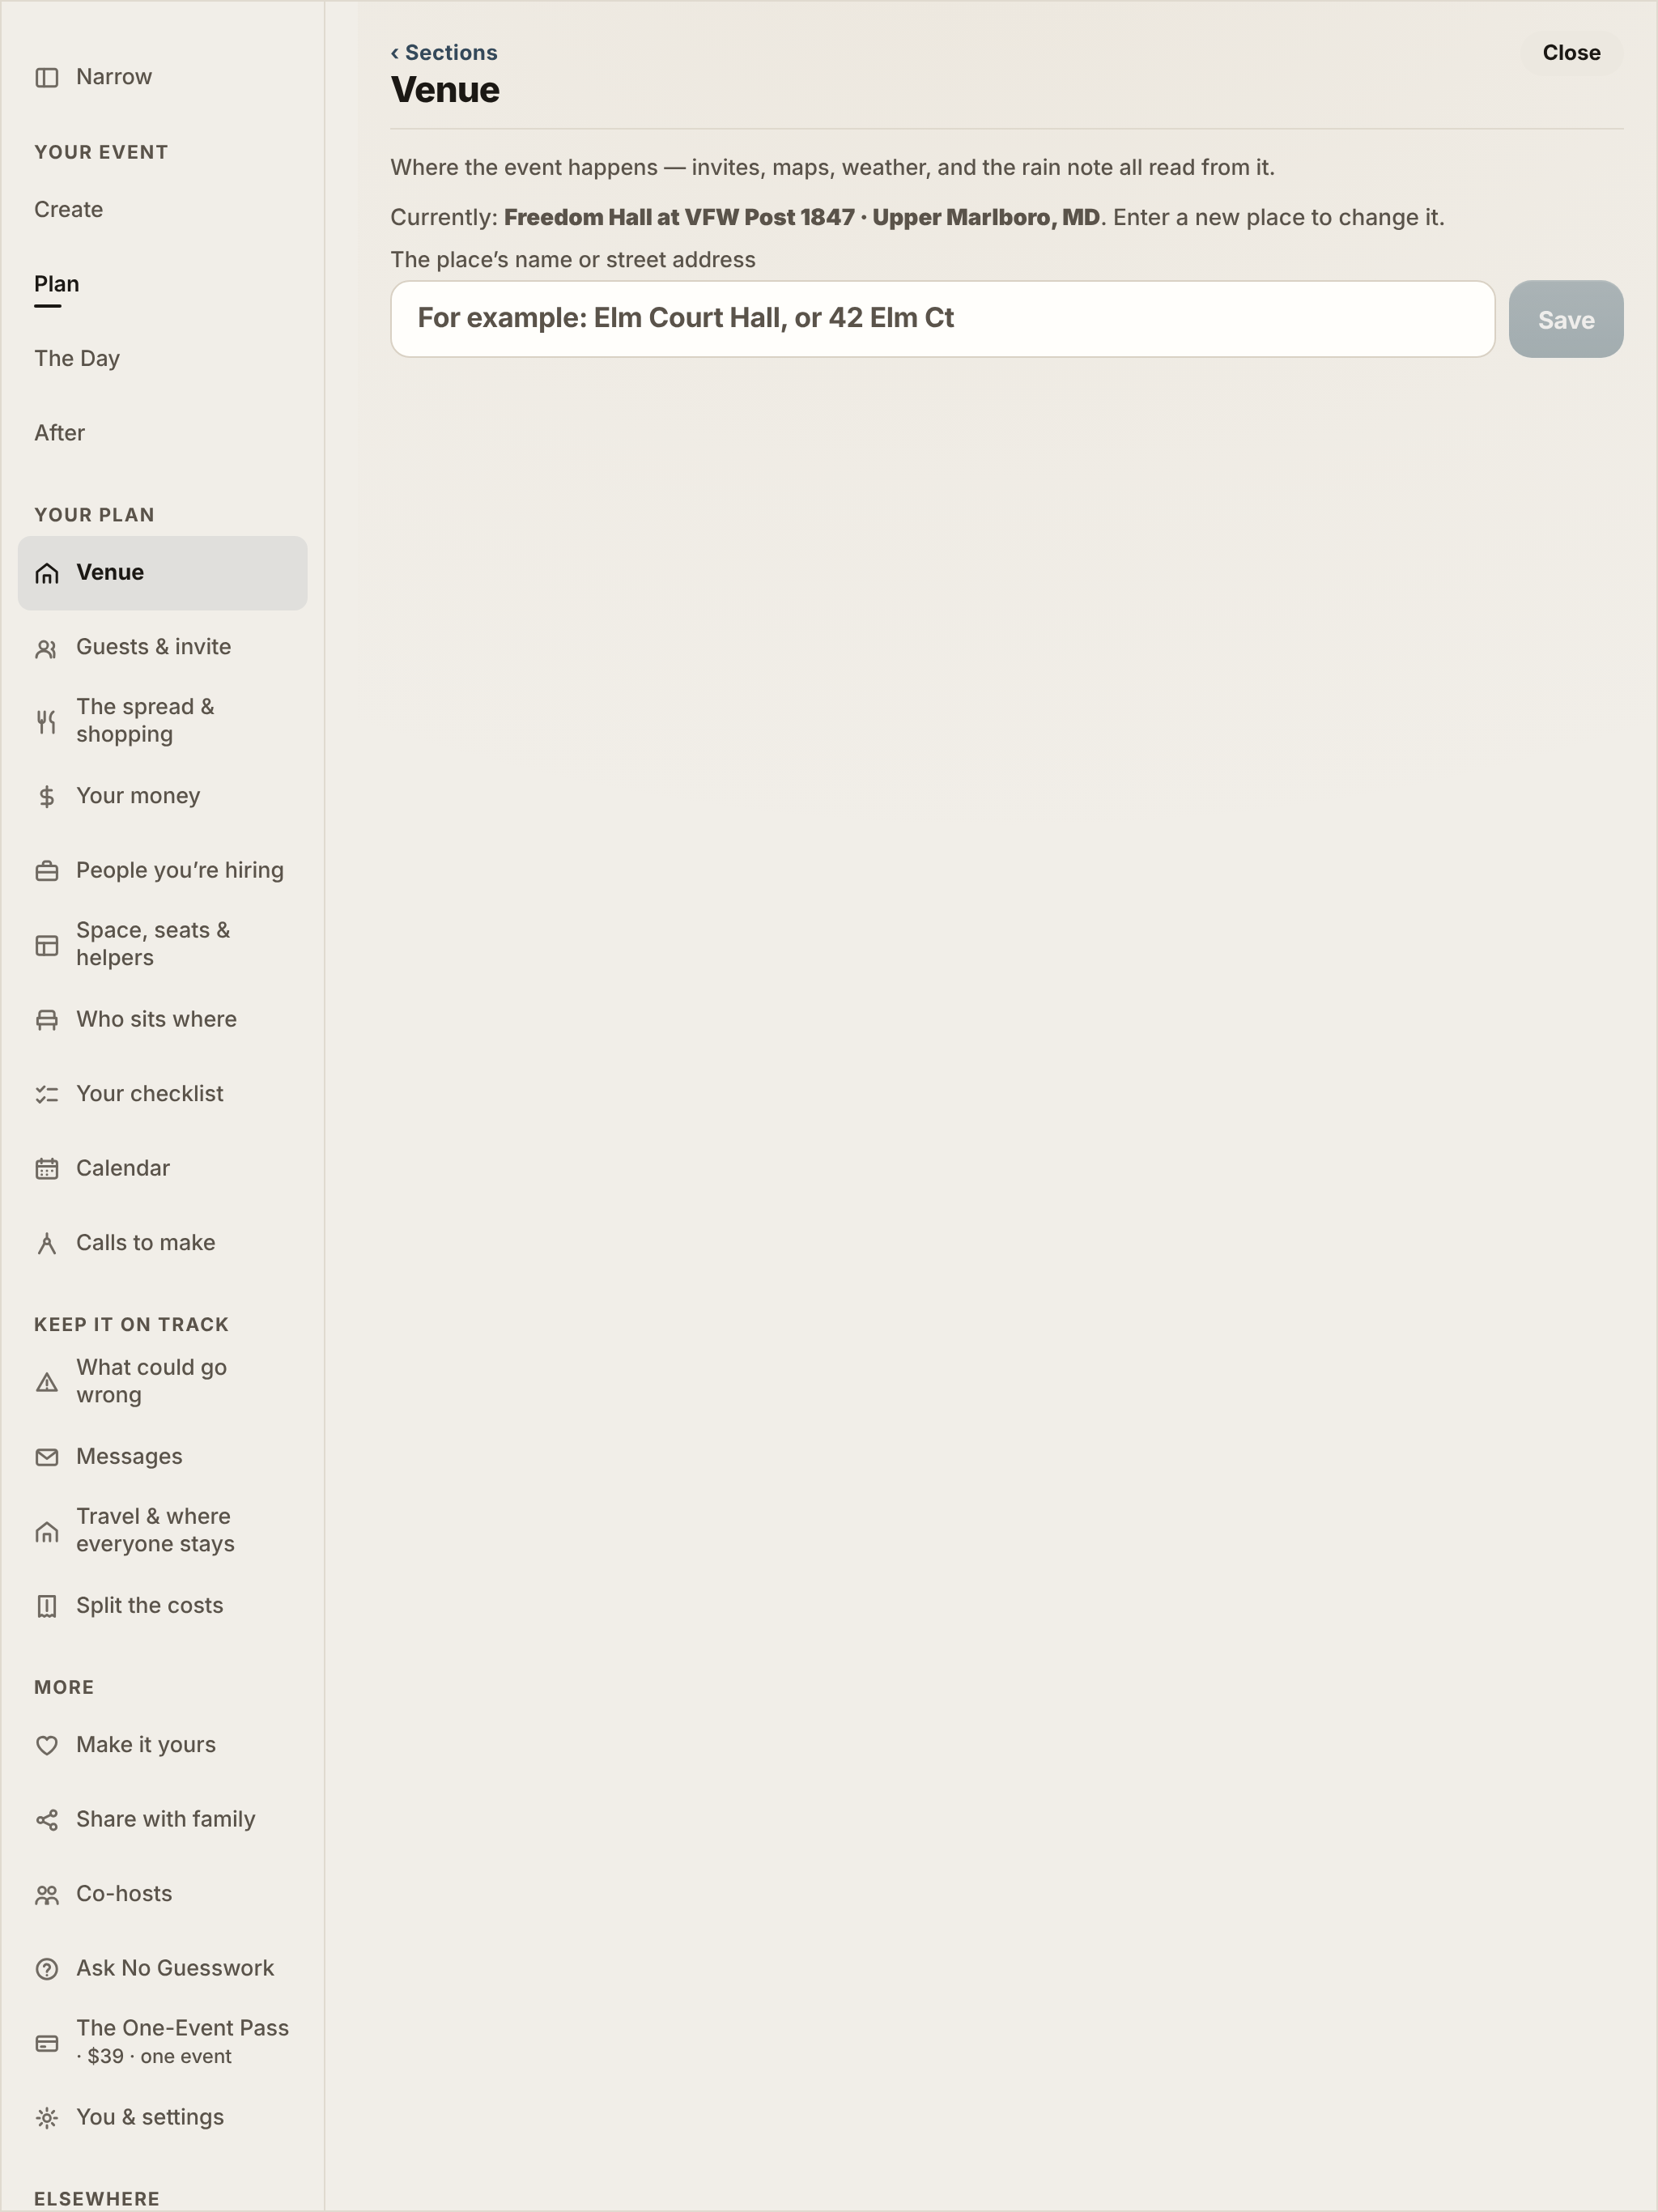 Narrow
YOUR EVENT
Create
Plan
The Day
After
YOUR PLAN
Venue
Guests & invite
The spread &
shopping
Your money
People you’re hiring
Space, seats &
helpers
Who sits where
Your checklist
Calendar
Calls to make
KEEP IT ON TRACK
What could go
wrong
Messages
Travel & where
everyone stays
Split the costs
MORE
Make it yours
Share with family
Co-hosts
Ask No Guesswork
The One-Event Pass
· $39 · one event
You & settings
ELSEWHERE
‹ Sections
Close
Venue
Where the event happens — invites, maps, weather, and the rain note all read from it.
Currently: Freedom Hall at VFW Post 1847 · Upper Marlboro, MD. Enter a new place to change it.
The place’s name or street address
For example: Elm Court Hall, or 42 Elm Ct
Save